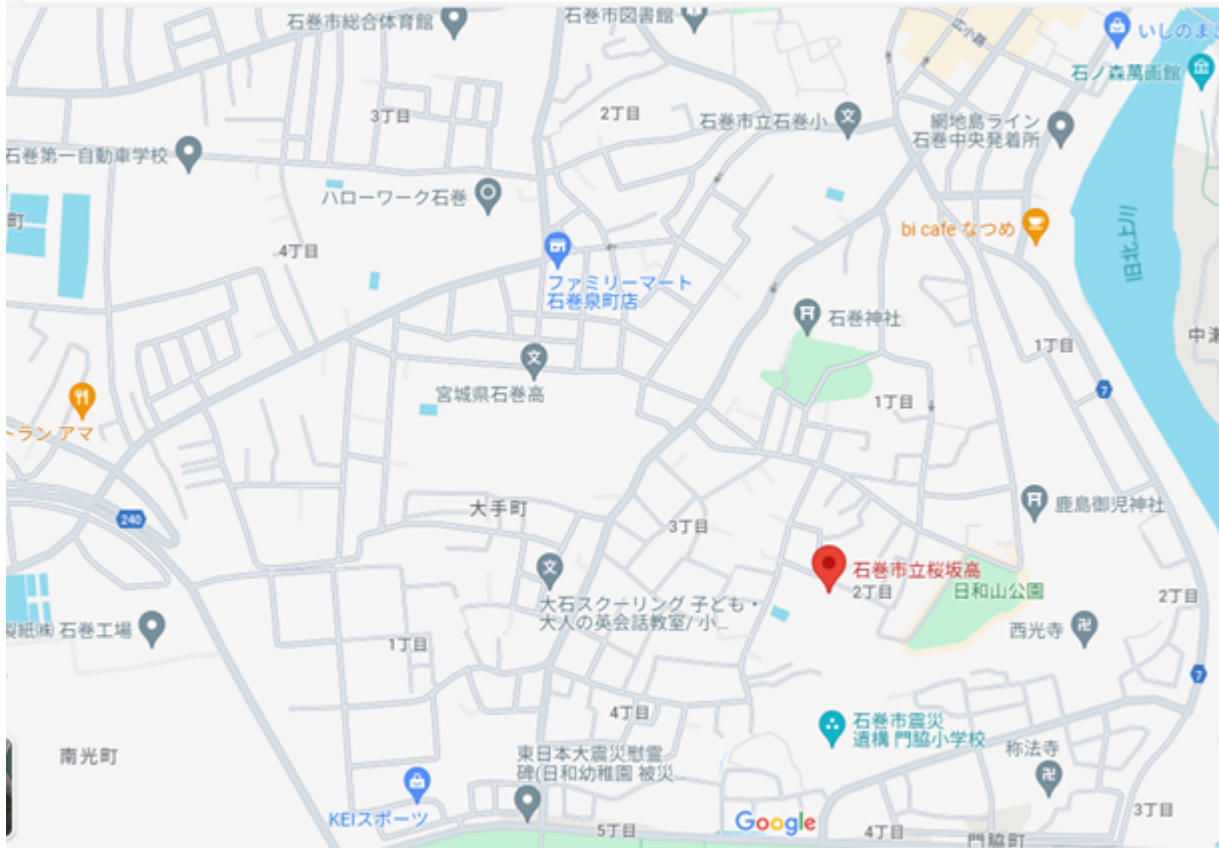 石巻市総合体育館
石巻市図書館
広小路
いしのまき
石ノ森萬画館
3丁目
2丁目
石巻市立石巻小
網地島ライン
石巻中央発着所
石巻第一自動車学校
ハローワーク石巻
町
4丁目
bi cafe なつめ
旧北上川
ファミリーマート
石巻泉町店
石巻神社
中瀬
1丁目
宮城県石巻高
7
1丁目
トラン アマ
大手町
240
3丁目
鹿島御児神社
石巻市立桜坂高
2丁目
日和山公園
大石スクーリング 子ども・
大人の英会話教室/ 小...
2丁目
製紙㈱ 石巻工場
西光寺
1丁目
7
4丁目
石巻市震災
遺構 門脇小学校
南光町
東日本大震災慰霊
碑(日和幼稚園 被災
称法寺
KEIスポーツ
Google
5丁目
4丁目
門脇町
3丁目